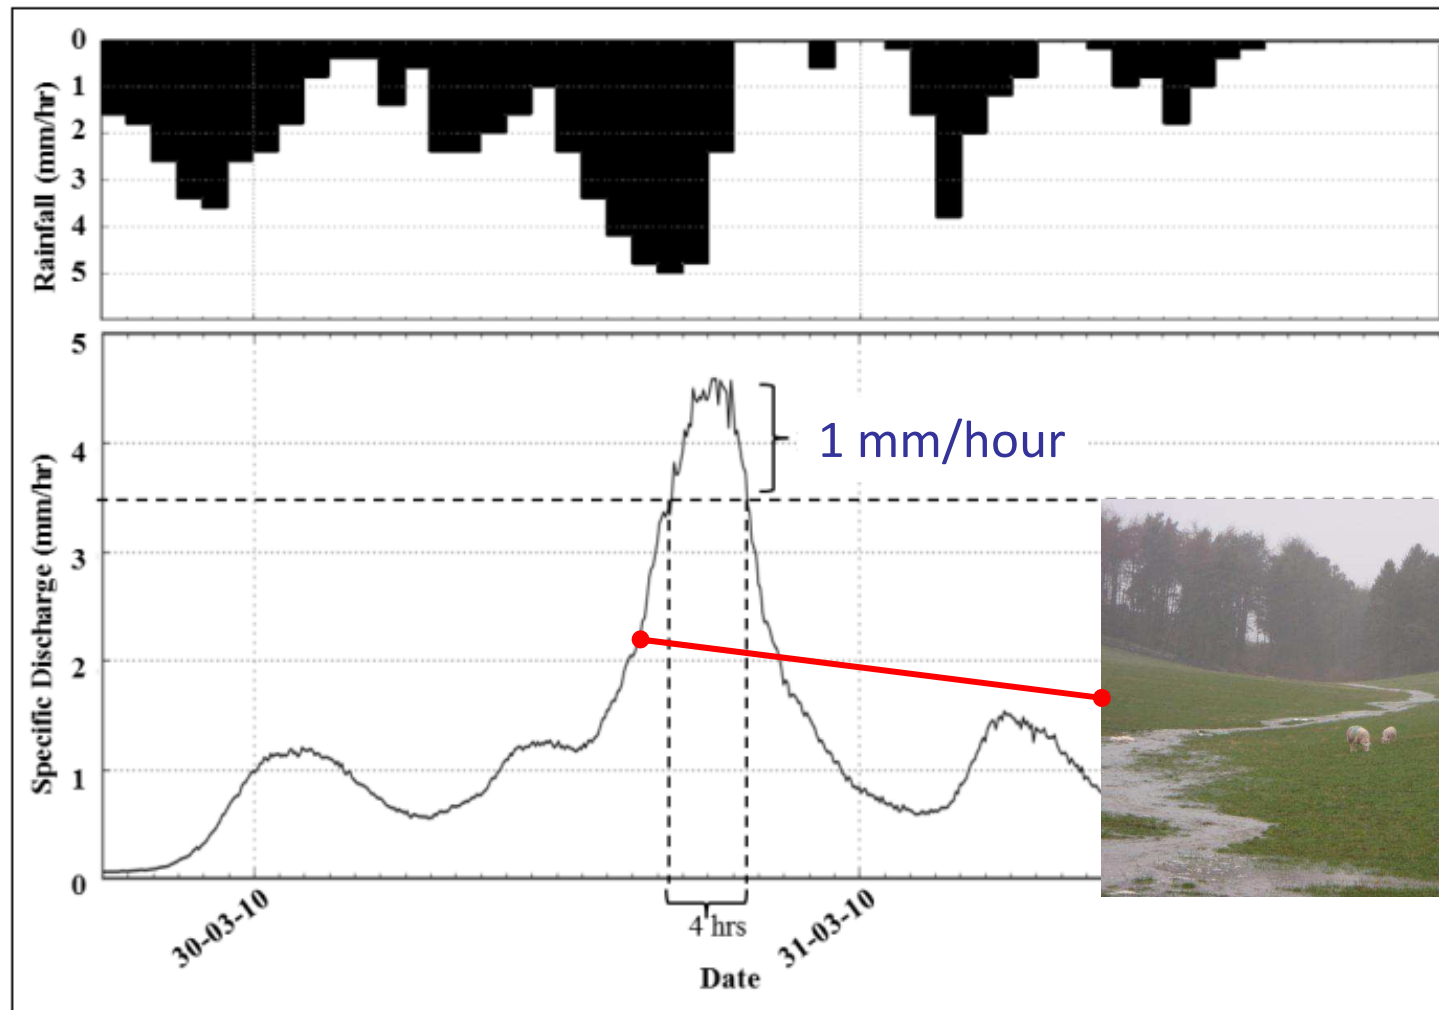 0
1
2
3
4
5
Rainfall (mm/hr)
5
4
3
2
1
0
Specific Discharge (mm/hr)
1 mm/hour
30-03-10
4 hrs
31-03-10
Date